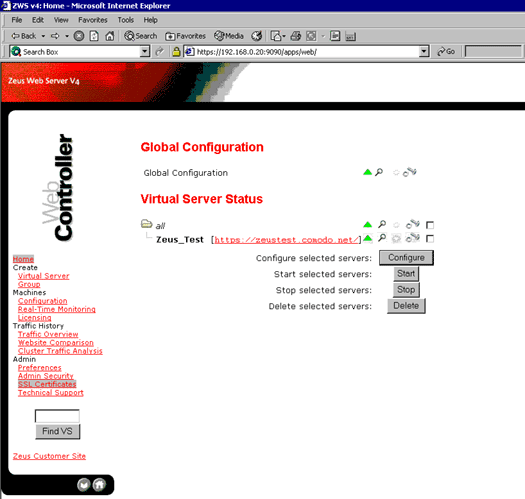 ZWS v4: Home - Microsoft Internet Explorer
File Edit View Favorites Tools Help
Back Search Favorites Media
Search Box https://192.168.0.20:9090/apps/web/ Go
Zeus Web Server V4
Web Controller
Global Configuration
Global Configuration
Virtual Server Status
all
Zeus_Test [https://zeustest.comodo.net/]
Configure selected servers: Configure
Start selected servers: Start
Stop selected servers: Stop
Delete selected servers: Delete
Home
Create
Virtual Server
Group
Machines
Configuration
Real-Time Monitoring
Licensing
Traffic History
Traffic Overview
Website Comparison
Cluster Traffic Analysis
Admin
Preferences
Admin Security
SSL Certificates
Technical Support
Find VS
Zeus Customer Site